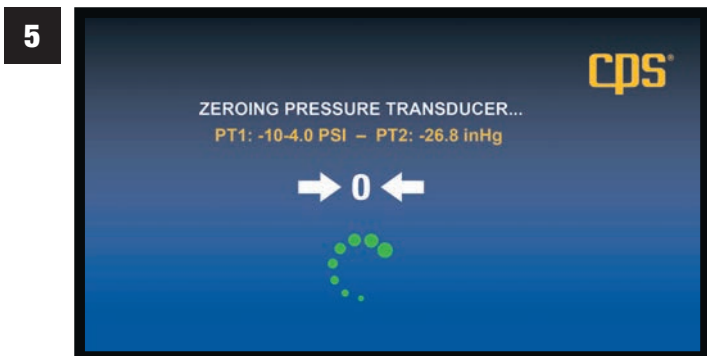 5
cps®
ZEROING PRESSURE TRANSDUCER...
PT1: -10-4.0 PSI – PT2: -26.8 inHg
0